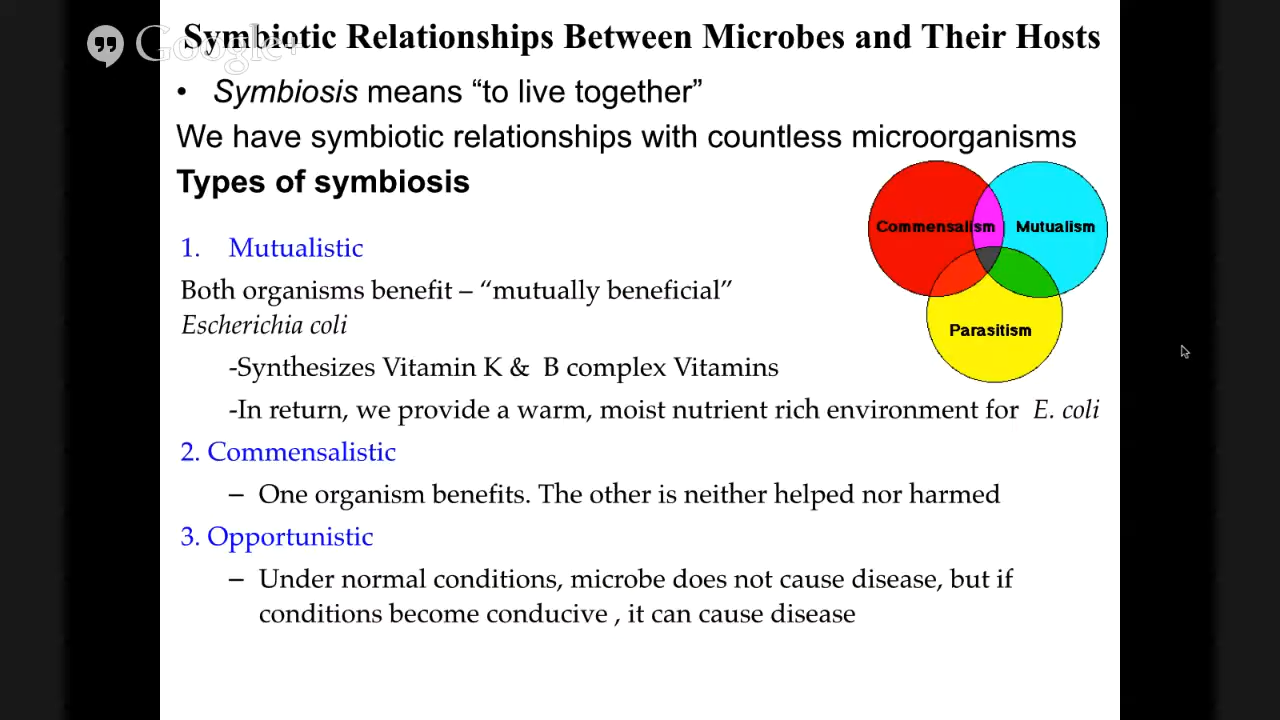 Google+
Symbiotic Relationships Between Microbes and Their Hosts
• Symbiosis means “to live together”
We have symbiotic relationships with countless microorganisms
Types of symbiosis
Commensalism
Mutualism
Parasitism
1. Mutualistic
Both organisms benefit – “mutually beneficial”
Escherichia coli
-Synthesizes Vitamin K & B complex Vitamins
-In return, we provide a warm, moist nutrient rich environment for E. coli
2. Commensalistic
– One organism benefits. The other is neither helped nor harmed
3. Opportunistic
– Under normal conditions, microbe does not cause disease, but if
conditions become conducive , it can cause disease